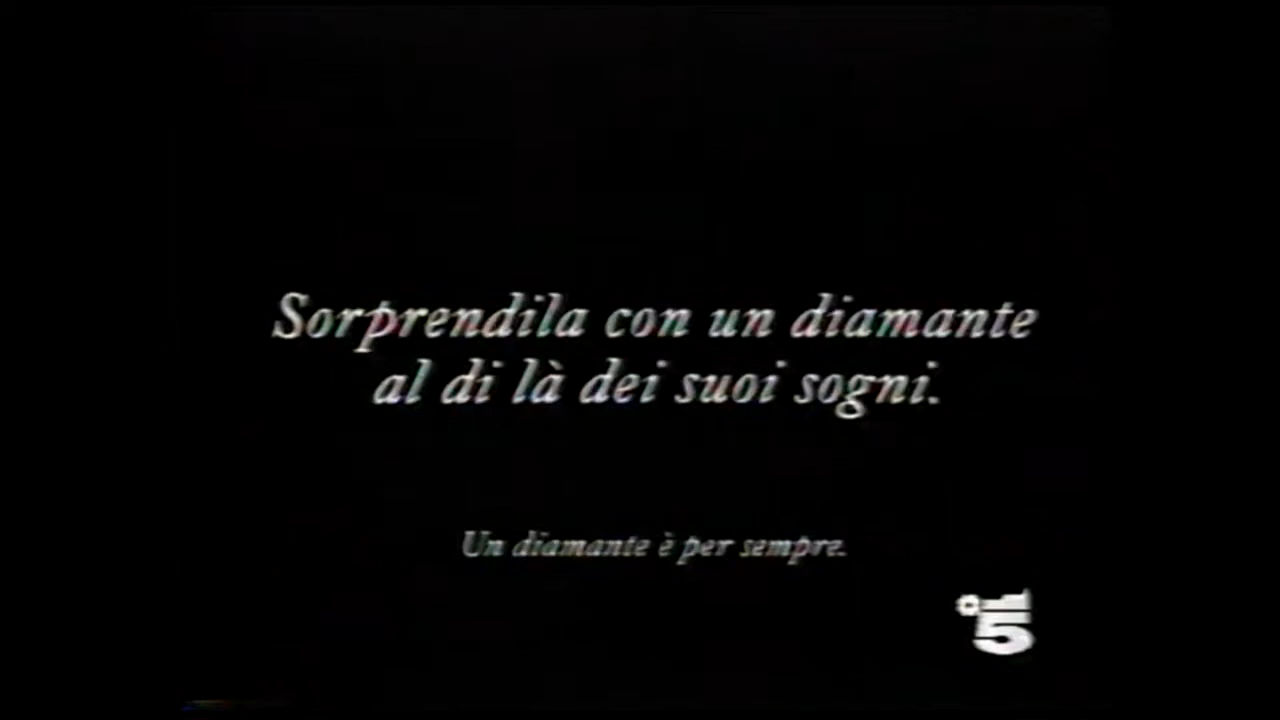 Sorprendila con un diamante
al di là dei suoi sogni.
Un diamante è per sempre.
5